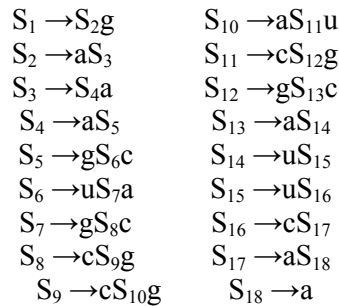 S₁ →S₂g
S₂ →aS₃
S₃ →S₄a
S₄ →aS₅
S₅ →gS₆c
S₆ →uS₇a
S₇ →gS₈c
S₈ →cS₉g
S₉ →cS₁₀g
S₁₀ →aS₁₁u
S₁₁ →cS₁₂g
S₁₂ →gS₁₃c
S₁₃ →aS₁₄
S₁₄ →uS₁₅
S₁₅ →uS₁₆
S₁₆ →cS₁₇
S₁₇ →aS₁₈
S₁₈ →a